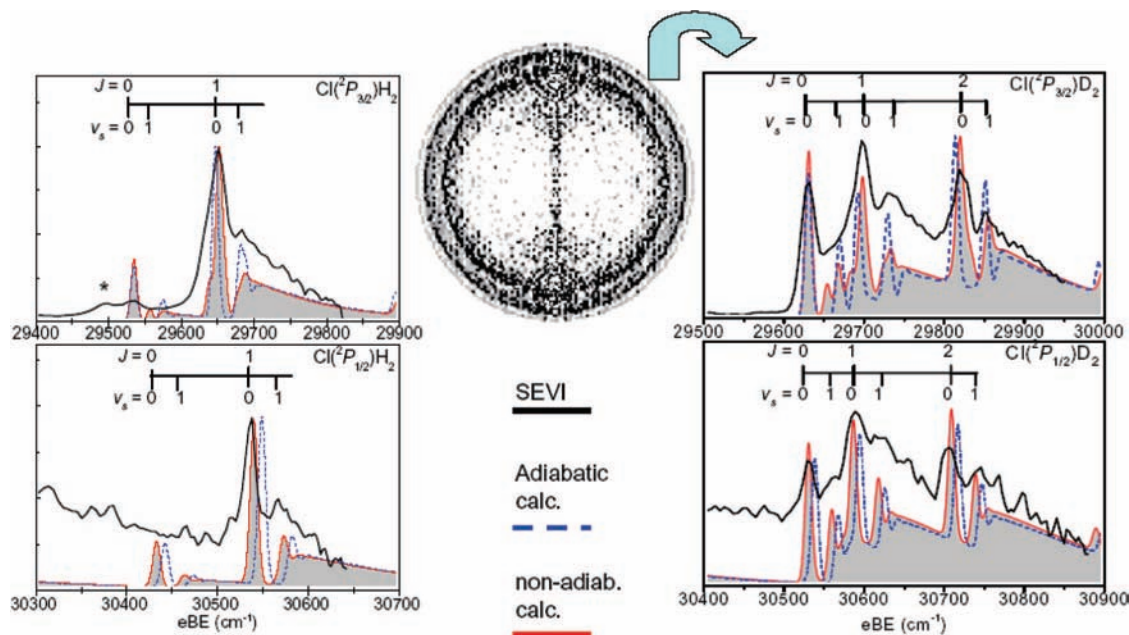 J = 0 1 Cl(²P₃/₂)H₂
vₛ = 0 1 0 1
*
29400 29500 29600 29700 29800 29900
J = 0 1 Cl(²P₁/₂)H₂
vₛ = 0 1 0 1
30300 30400 30500 30600 30700
eBE (cm⁻¹)
SEVI
Adiabatic
calc.
non-adiab.
calc.
J = 0 1 2 Cl(²P₃/₂)D₂
vₛ = 0 1 0 1 0 1
29500 29600 29700 29800 29900 30000
J = 0 1 2 Cl(²P₁/₂)D₂
vₛ = 0 1 0 1 0 1
30400 30500 30600 30700 30800 30900
eBE (cm⁻¹)